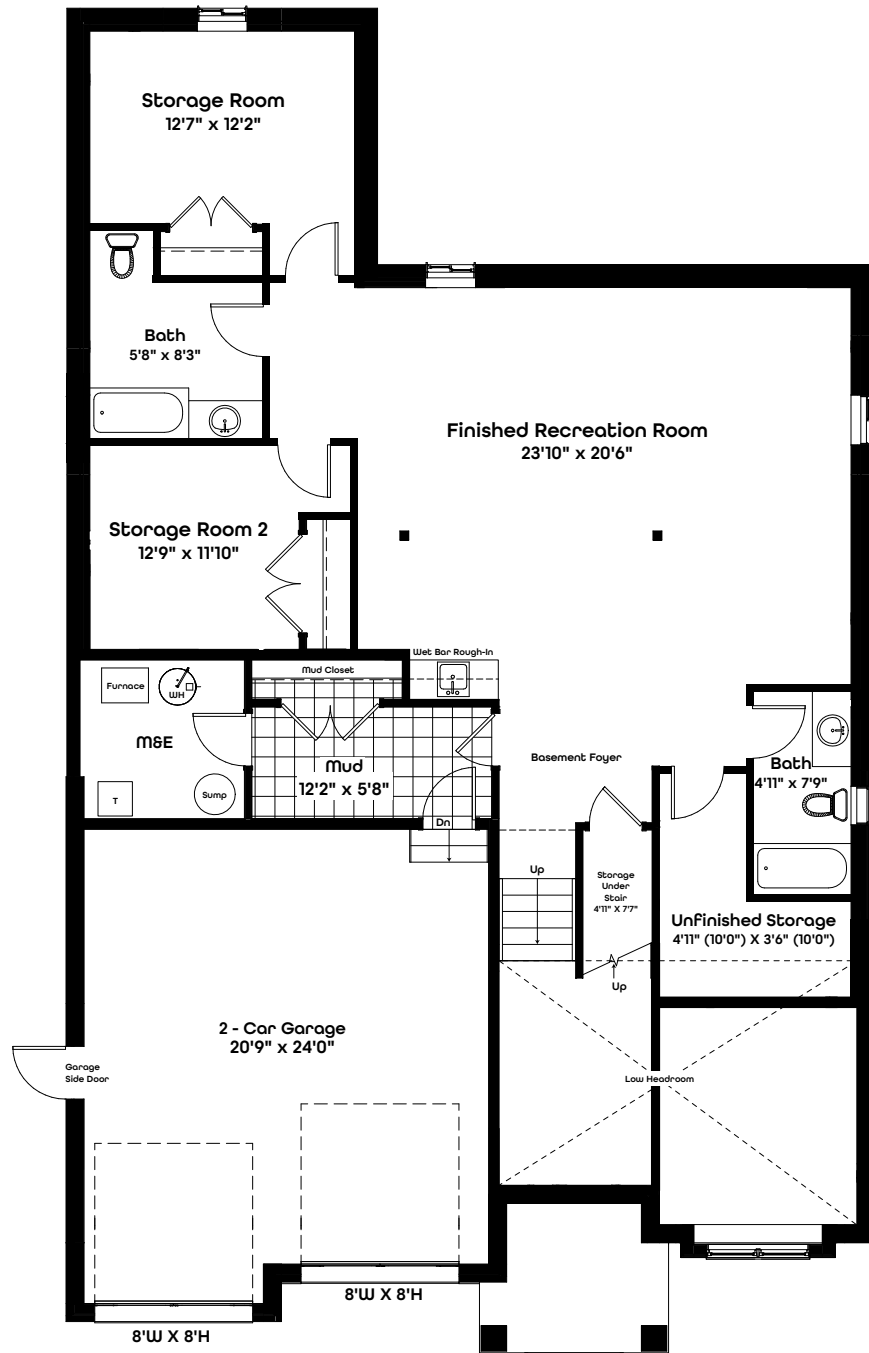 Storage Room
12'7" x 12'2"
Bath
5'8" x 8'3"
Finished Recreation Room
23'10" x 20'6"
Storage Room 2
12'9" x 11'10"
Wet Bar Rough-In
Mud Closet
Furnace
WH
M&E
Mud
12'2" x 5'8"
Basement Foyer
Bath
4'11" x 7'9"
T
Sump
Dn
Up
Storage
Under
Stair
4'11" X 7'7"
Unfinished Storage
4'11" (10'0") X 3'6" (10'0")
Up
2 - Car Garage
20'9" x 24'0"
Garage
Side Door
Low Headroom
8'W X 8'H
8'W X 8'H